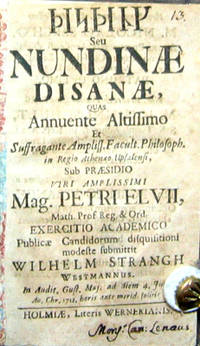 13.
Seu
NUNDINÆ
DISANÆ,
QUAS
Annuente Altissimo
Et
Suffragante Ampliss. Facult. Philosoph.
in Regio Athenæo Upsalensi,
Sub PRÆSIDIO
VIRI AMPLISSIMI
Mag. PETRI ELVII,
Math. Prof. Reg. & Ord.
EXERCITIO ACADEMICO
Publicæ Candidorum disquisitioni
modeste submittit
WILHELM STRANGH
WESTMANNUS.
In Audit. Gust. Maj. ad diem 4.
An. Chr. horis ante merid. solitis
HOLMIÆ, Literis WERNERIANIS.